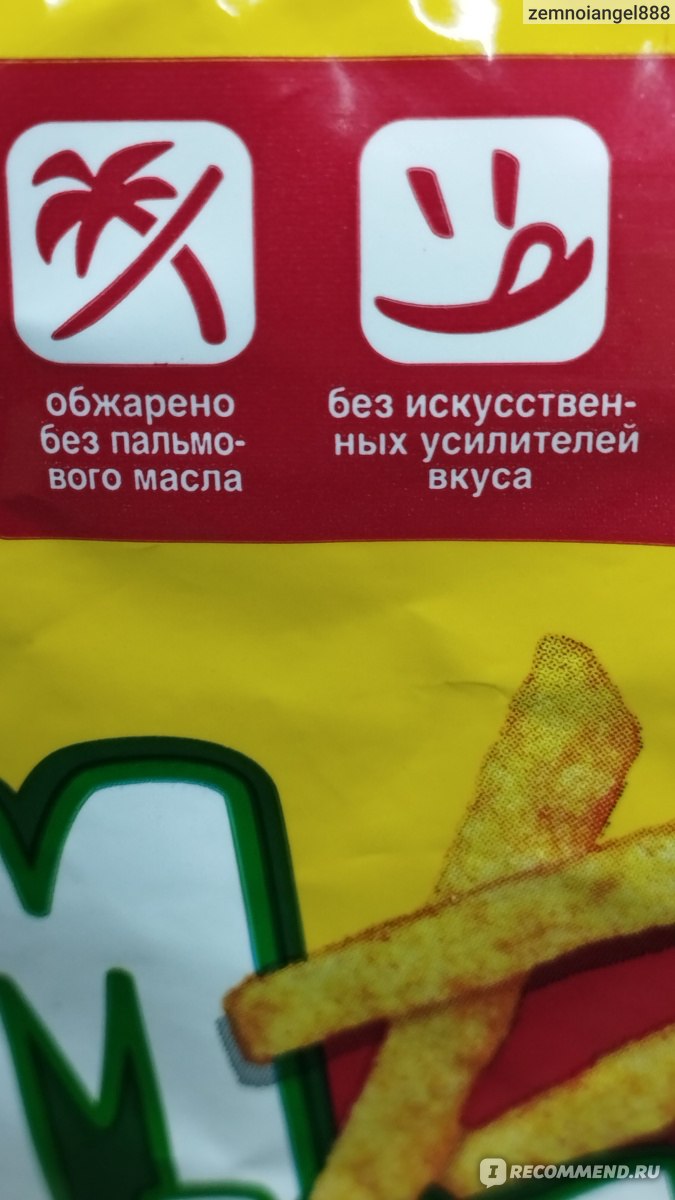 zemnoiangel888
обжарено
без пальмо-
вого масла
без искусствен-
ных усилителей
вкуса
I RECOMMEND.RU